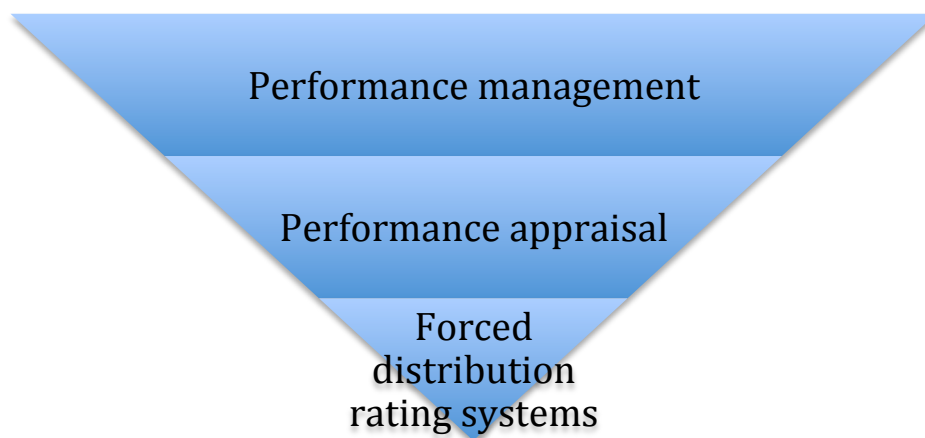 Performance management
Performance appraisal
Forced
distribution
rating systems